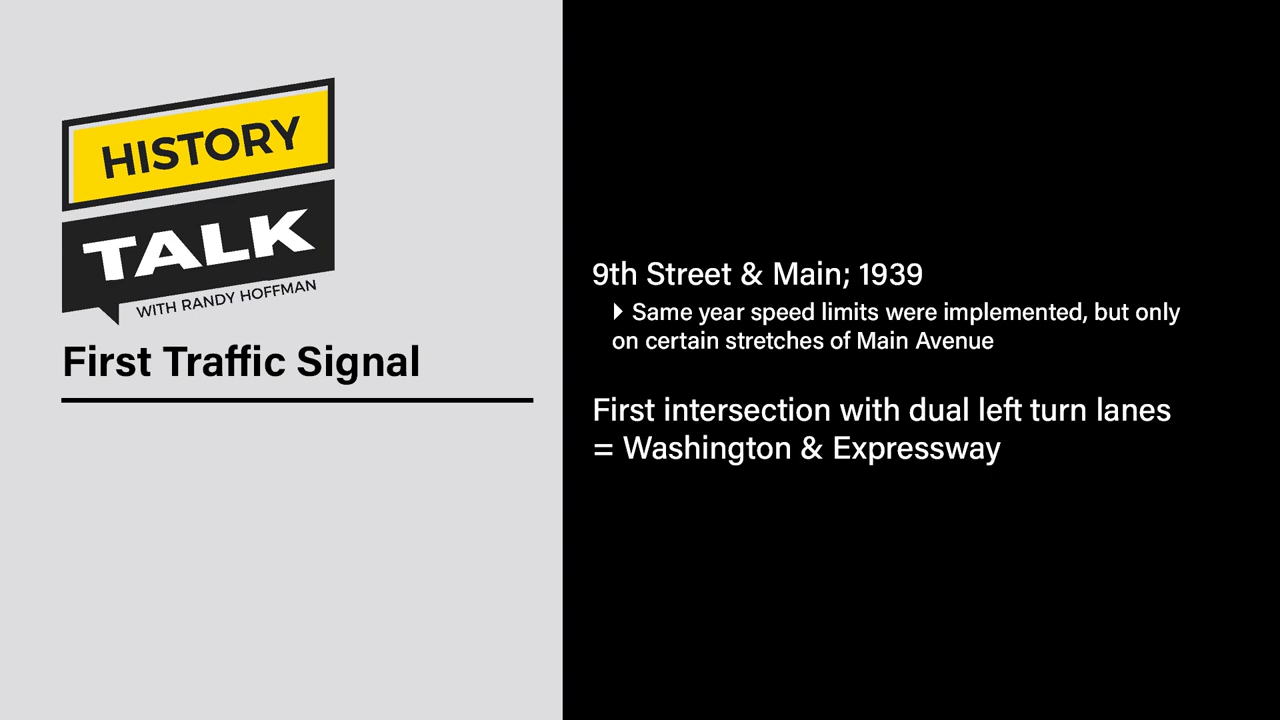 HISTORY
TALK
WITH RANDY HOFFMAN
First Traffic Signal
9th Street & Main; 1939
Same year speed limits were implemented, but only
on certain stretches of Main Avenue
First intersection with dual left turn lanes
= Washington & Expressway